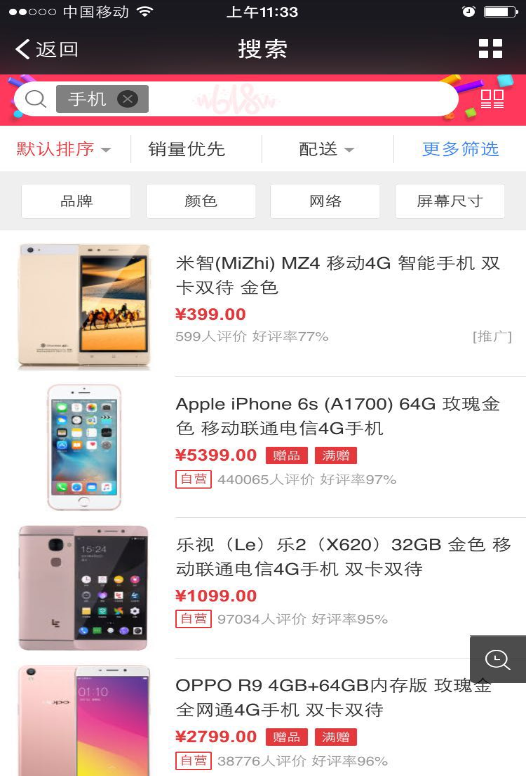 中国移动 上午11:33
返回 搜索
手机 618
默认排序 销量优先 配送 更多筛选
品牌 颜色 网络 屏幕尺寸
米智(MiZhi) MZ4 移动4G 智能手机 双
卡双待 金色
¥399.00
599人评价 好评率77% [推广]
Apple iPhone 6s (A1700) 64G 玫瑰金
色 移动联通电信4G手机
¥5399.00 赠品 满赠
自营 440065人评价 好评率97%
乐视（Le）乐2（X620）32GB 金色 移
动联通电信4G手机 双卡双待
15:24
¥1099.00
自营 97034人评价 好评率95%
OPPO R9 4GB+64GB内存版 玫瑰金
01:10
oppo
全网通4G手机 双卡双待
¥2799.00 赠品 满赠
自营 38776人评价 好评率96%